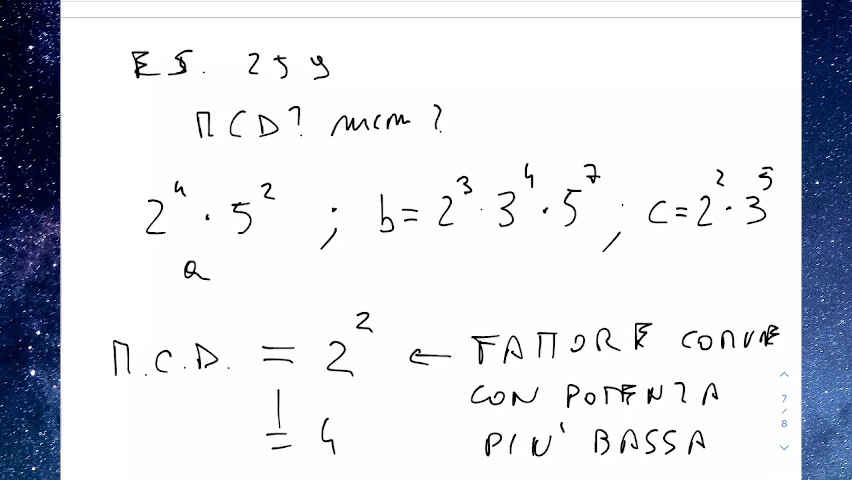 ES. 259
MCD? mcm?
2⁴ · 5² ; b = 2³ · 3⁴ · 5⁷ ; c = 2² · 3⁵
a
M.C.D. = 2² ← FATTORE COMUNE
CON POTENZA
= 4 PIU' BASSA
7
/
8